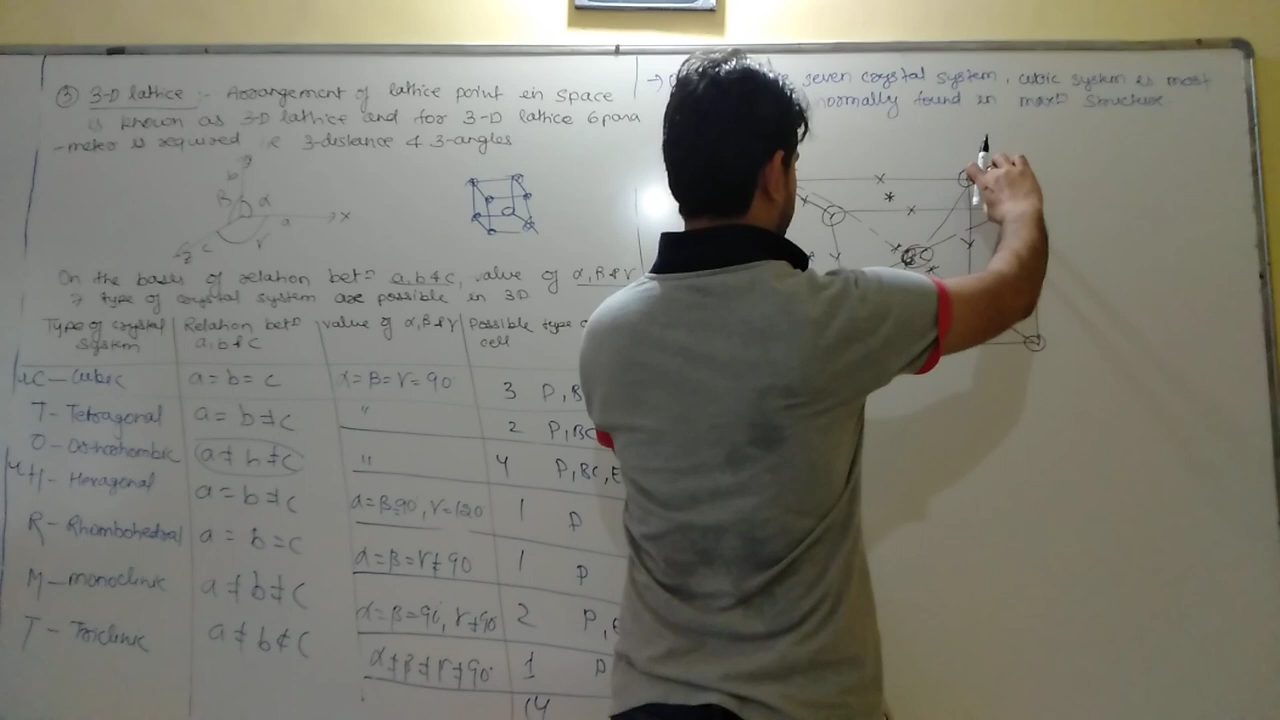 ③ 3-D lattice :- Arrangement of lattice point ein space
is known as 3D lattice and for 3-D lattice 6 para
-meter is required ie 3-distance & 3-angles
y
b
β α
a x
c γ
z
On the bases of relation betⁿ a, b & c, value of α, β & γ
7 type of crystal system are possible in 3D
Type of crystal system | Relation betⁿ a, b & c | value of α, β & γ | Possible type c
cell
C - Cubic a = b = c α = β = γ = 90 3 P, B
T - Tetragonal a = b ≠ c " 2 P, BC
O - Orthorhombic a ≠ b ≠ c " 4 P, BC, E
H - Hexagonal a = b ≠ c α = β = 90, γ = 120 1 P
R - Rhombohedral a = b = c α = β = γ ≠ 90 1 P
M - monoclinic a ≠ b ≠ c α = β = 90, γ ≠ 90 2 P, E
T - Triclinic a ≠ b ≠ c α ≠ β ≠ γ ≠ 90 1 P
14
→ seven crystal system, cubic system is most
normally found in structure